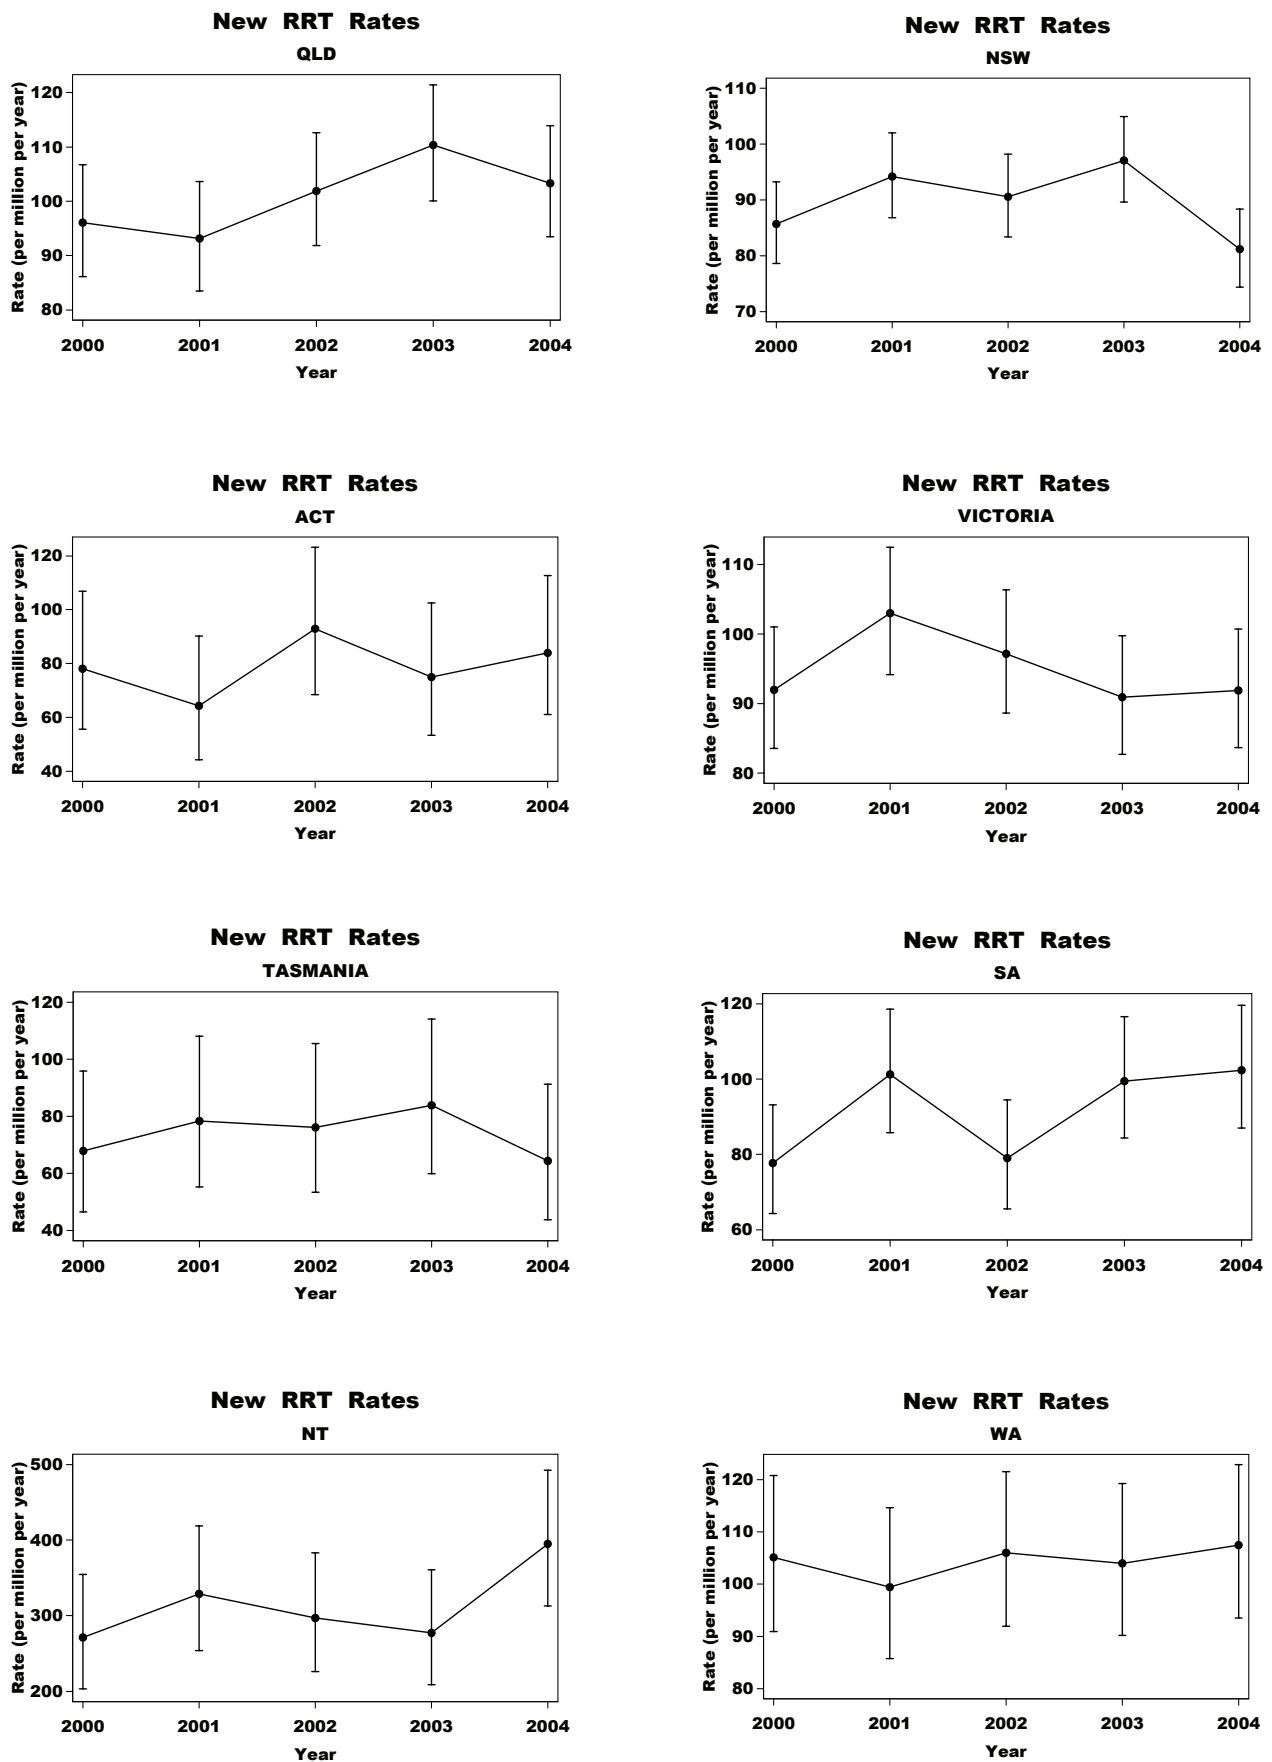 New RRT Rates
QLD
Rate (per million per year)
120
110
100
90
80
2000 2001 2002 2003 2004
Year
New RRT Rates
NSW
Rate (per million per year)
110
100
90
80
70
2000 2001 2002 2003 2004
Year
New RRT Rates
ACT
Rate (per million per year)
120
100
80
60
40
2000 2001 2002 2003 2004
Year
New RRT Rates
VICTORIA
Rate (per million per year)
110
100
90
80
2000 2001 2002 2003 2004
Year
New RRT Rates
TASMANIA
Rate (per million per year)
120
100
80
60
40
2000 2001 2002 2003 2004
Year
New RRT Rates
SA
Rate (per million per year)
120
100
80
60
2000 2001 2002 2003 2004
Year
New RRT Rates
NT
Rate (per million per year)
500
400
300
200
2000 2001 2002 2003 2004
Year
New RRT Rates
WA
Rate (per million per year)
120
110
100
90
80
2000 2001 2002 2003 2004
Year